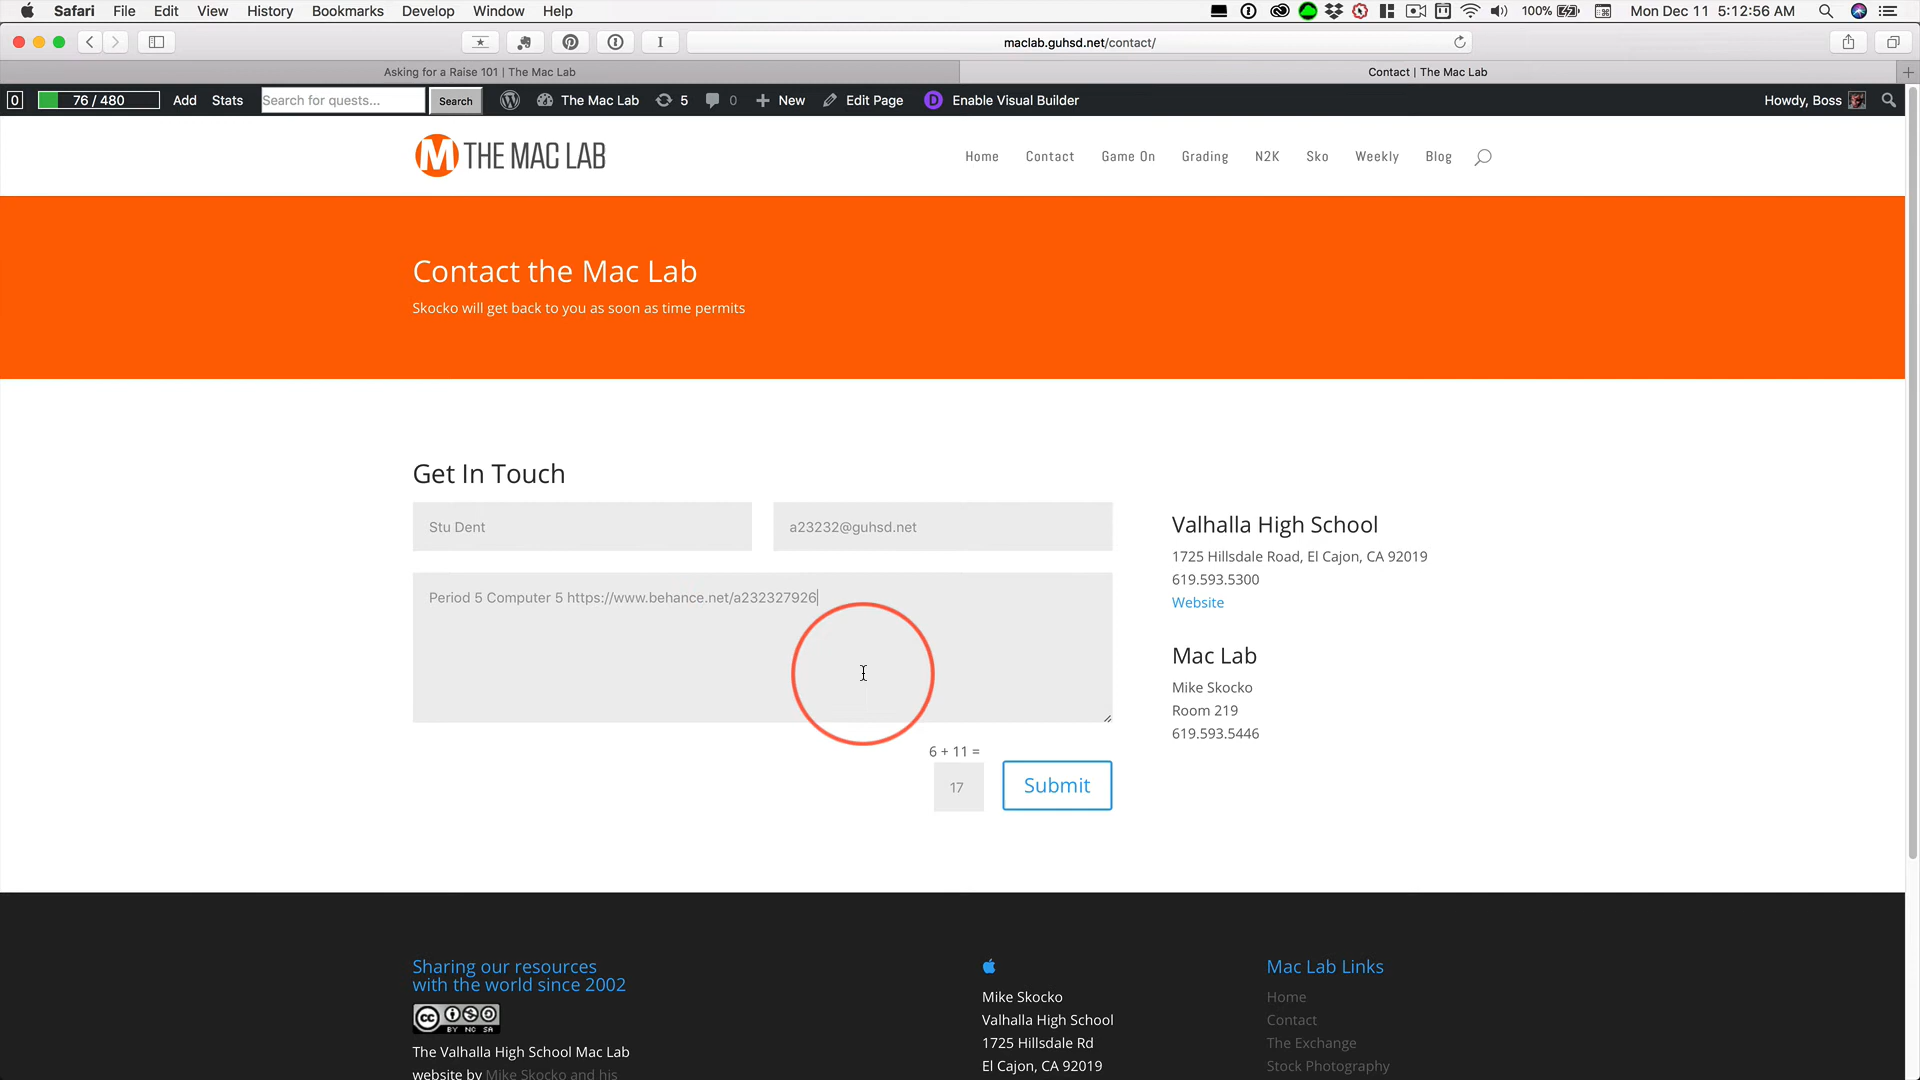 Safari File Edit View History Bookmarks Develop Window Help 100% Mon Dec 11 5:12:56 AM
maclab.guhsd.net/contact/
Asking for a Raise 101 | The Mac Lab Contact | The Mac Lab
0 76 / 480 Add Stats Search for quests... Search The Mac Lab 5 0 New Edit Page D Enable Visual Builder Howdy, Boss
M THE MAC LAB Home Contact Game On Grading N2K Sko Weekly Blog
Contact the Mac Lab
Skocko will get back to you as soon as time permits
Get In Touch
Stu Dent a23232@guhsd.net
Period 5 Computer 5 https://www.behance.net/a232327926
6 + 11 =
17 Submit
Valhalla High School
1725 Hillsdale Road, El Cajon, CA 92019
619.593.5300
Website
Mac Lab
Mike Skocko
Room 219
619.593.5446
Sharing our resources
with the world since 2002
cc BY NC SA
The Valhalla High School Mac Lab
website by Mike Skocko and his
Mike Skocko
Valhalla High School
1725 Hillsdale Rd
El Cajon, CA 92019
Mac Lab Links
Home
Contact
The Exchange
Stock Photography